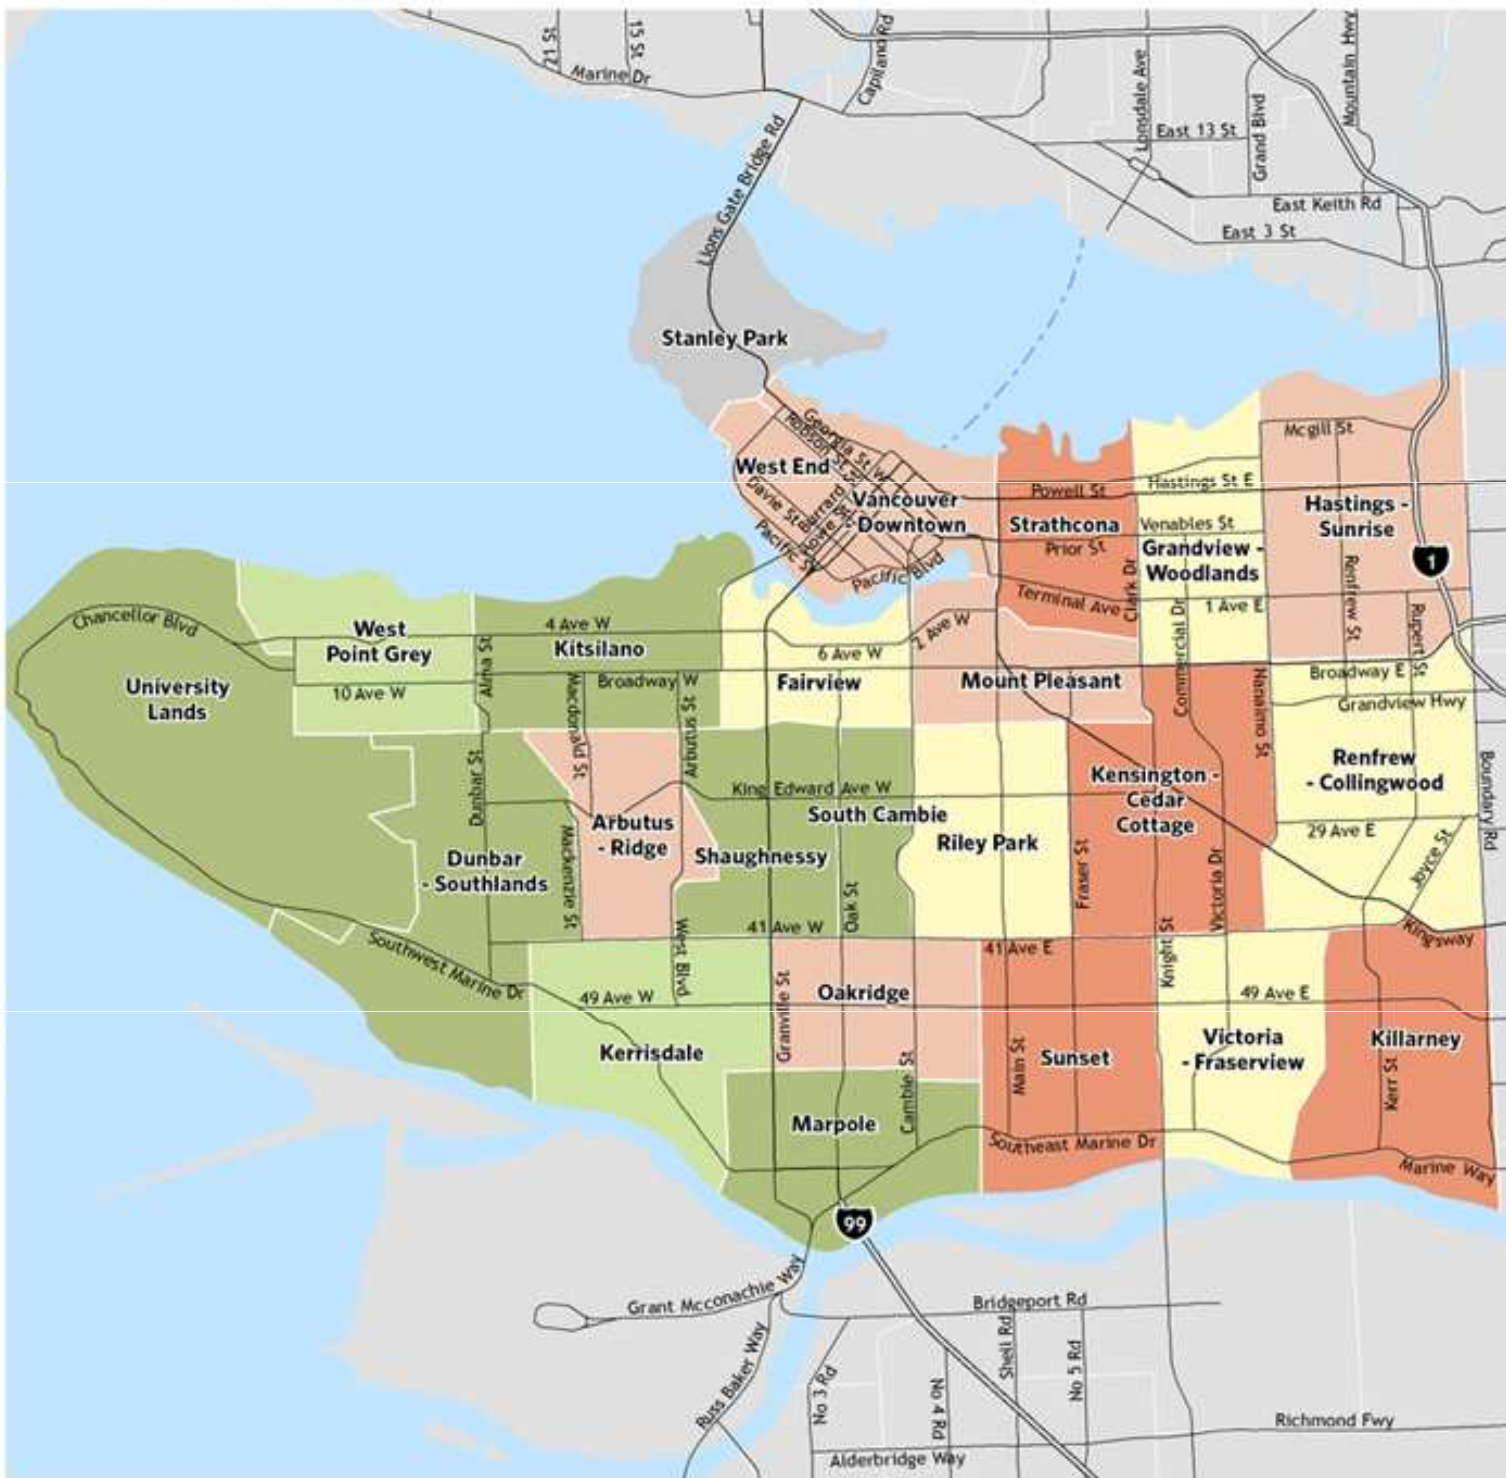 21 St
15 St
Marine Dr
Capilano Rd
Lonsdale Ave
Grand Blvd
Mountain Hwy
East 13 St
Lions Gate Bridge Rd
East Keith Rd
East 3 St
Stanley Park
Georgia St W
Robson St
Mcgill St
West End
Davie St
Pacific St
Vancouver
Downtown
Pacific Blvd
Powell St
Hastings St E
Strathcona
Venables St
Prior St
Grandview -
Woodlands
Hastings -
Sunrise
1
Terminal Ave
Clark Dr
Commercial Dr
1 Ave E
Renfrew St
Rupert St
Chancellor Blvd
West
Point Grey
4 Ave W
Kitsilano
2 Ave W
6 Ave W
University
Lands
10 Ave W
Alma St
Macdonald St
Broadway W
Arbutus St
Fairview
Mount Pleasant
Nanaimo St
Broadway E
Grandview Hwy
Dunbar St
King Edward Ave W
South Cambie
Kensington -
Cedar
Cottage
Renfrew
- Collingwood
Boundary Rd
Arbutus
- Ridge
Dunbar
- Southlands
Mackenzie St
Shaughnessy
Riley Park
Fraser St
Victoria Dr
29 Ave E
Joyce St
Oak St
41 Ave W
41 Ave E
Knight St
Kingsway
Southwest Marine Dr
West Blvd
49 Ave W
Granville St
Oakridge
49 Ave E
Kerrisdale
Cambie St
Main St
Sunset
Victoria
- Fraserview
Killarney
Kerr St
Marpole
Southeast Marine Dr
Marine Way
99
Grant Mcconachie Way
Bridgeport Rd
Russ Baker Way
No 3 Rd
No 4 Rd
Shell Rd
No 5 Rd
Richmond Fwy
Alderbridge Way